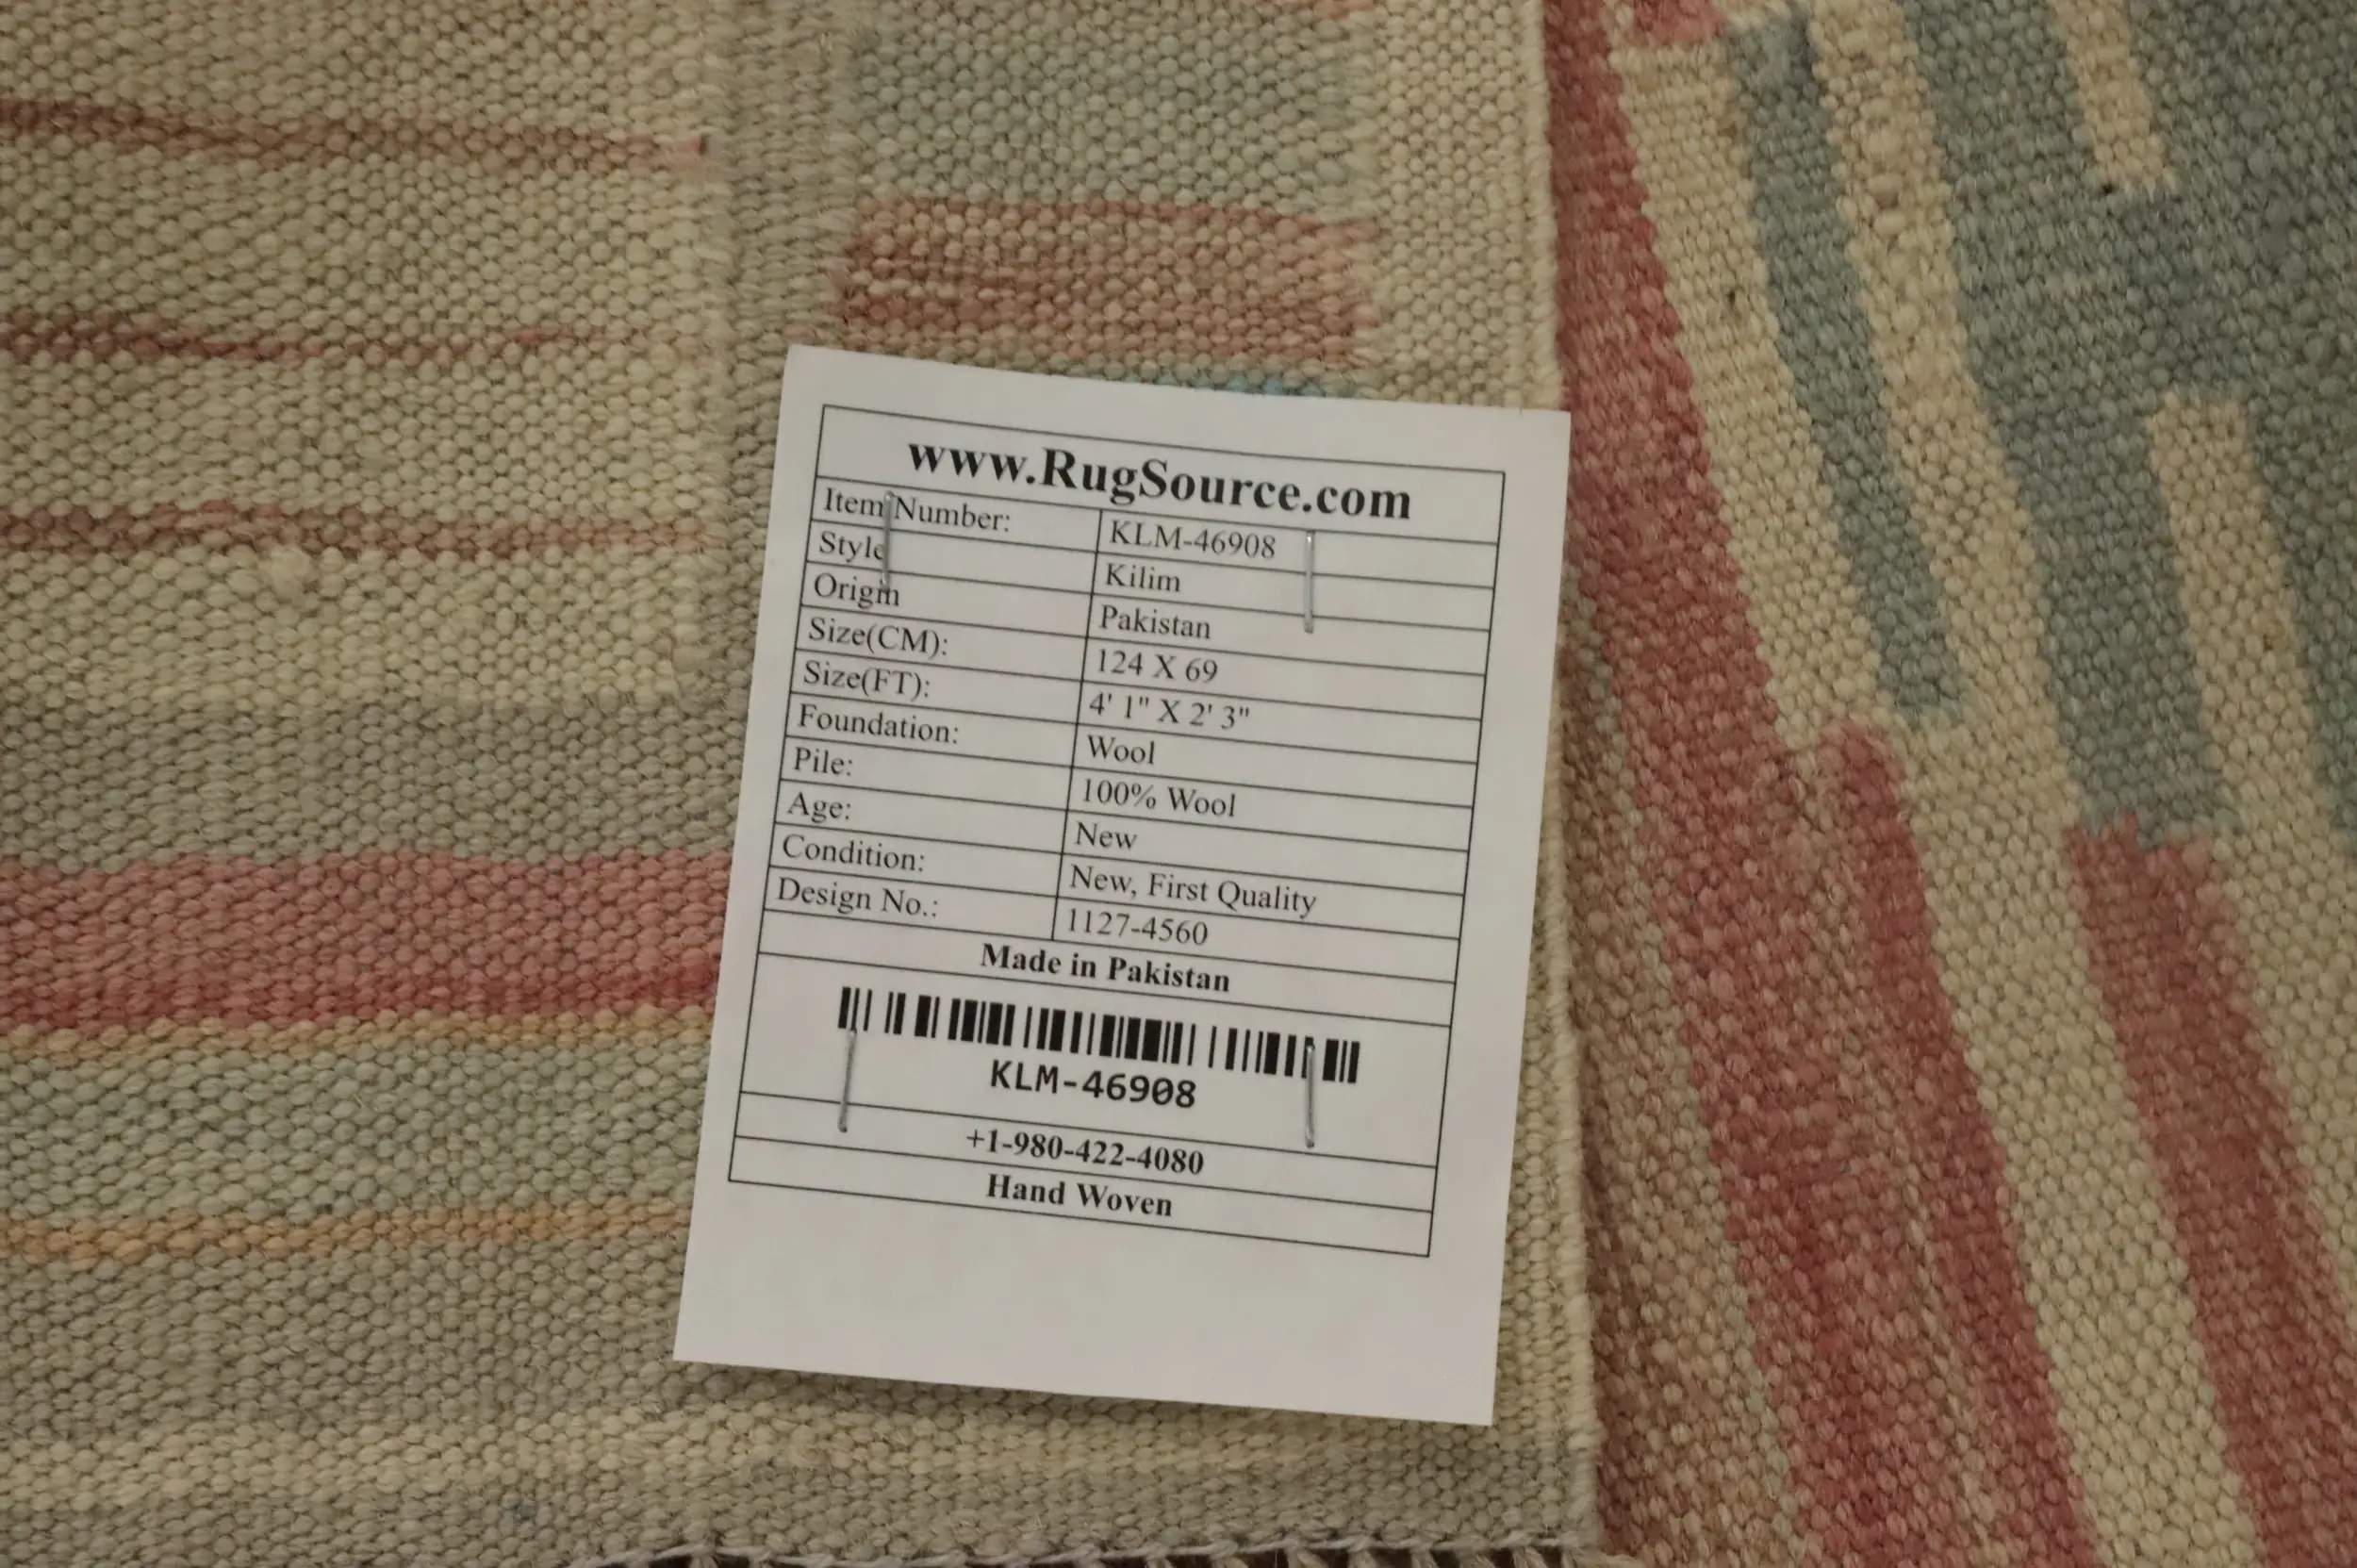 www.RugSource.com
Item Number: KLM-46908
Style Kilim
Origin Pakistan
Size(CM): 124 X 69
Size(FT): 4' 1" X 2' 3"
Foundation: Wool
Pile: 100% Wool
Age: New
Condition: New, First Quality
Design No.: 1127-4560
Made in Pakistan
KLM-46908
+1-980-422-4080
Hand Woven